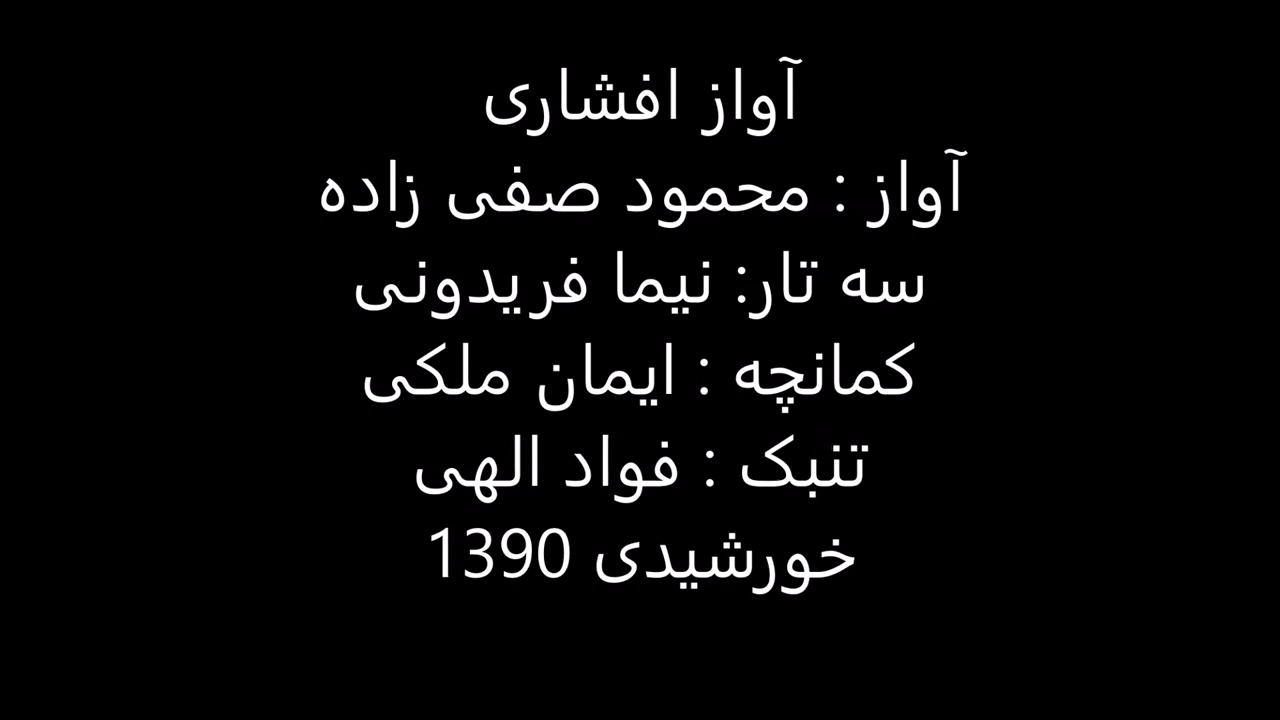 آواز افشاری
آواز : محمود صفی زاده
سه تار: نیما فریدونی
کمانچه : ایمان ملکی
تنبک : فواد الهی
خورشیدی 1390